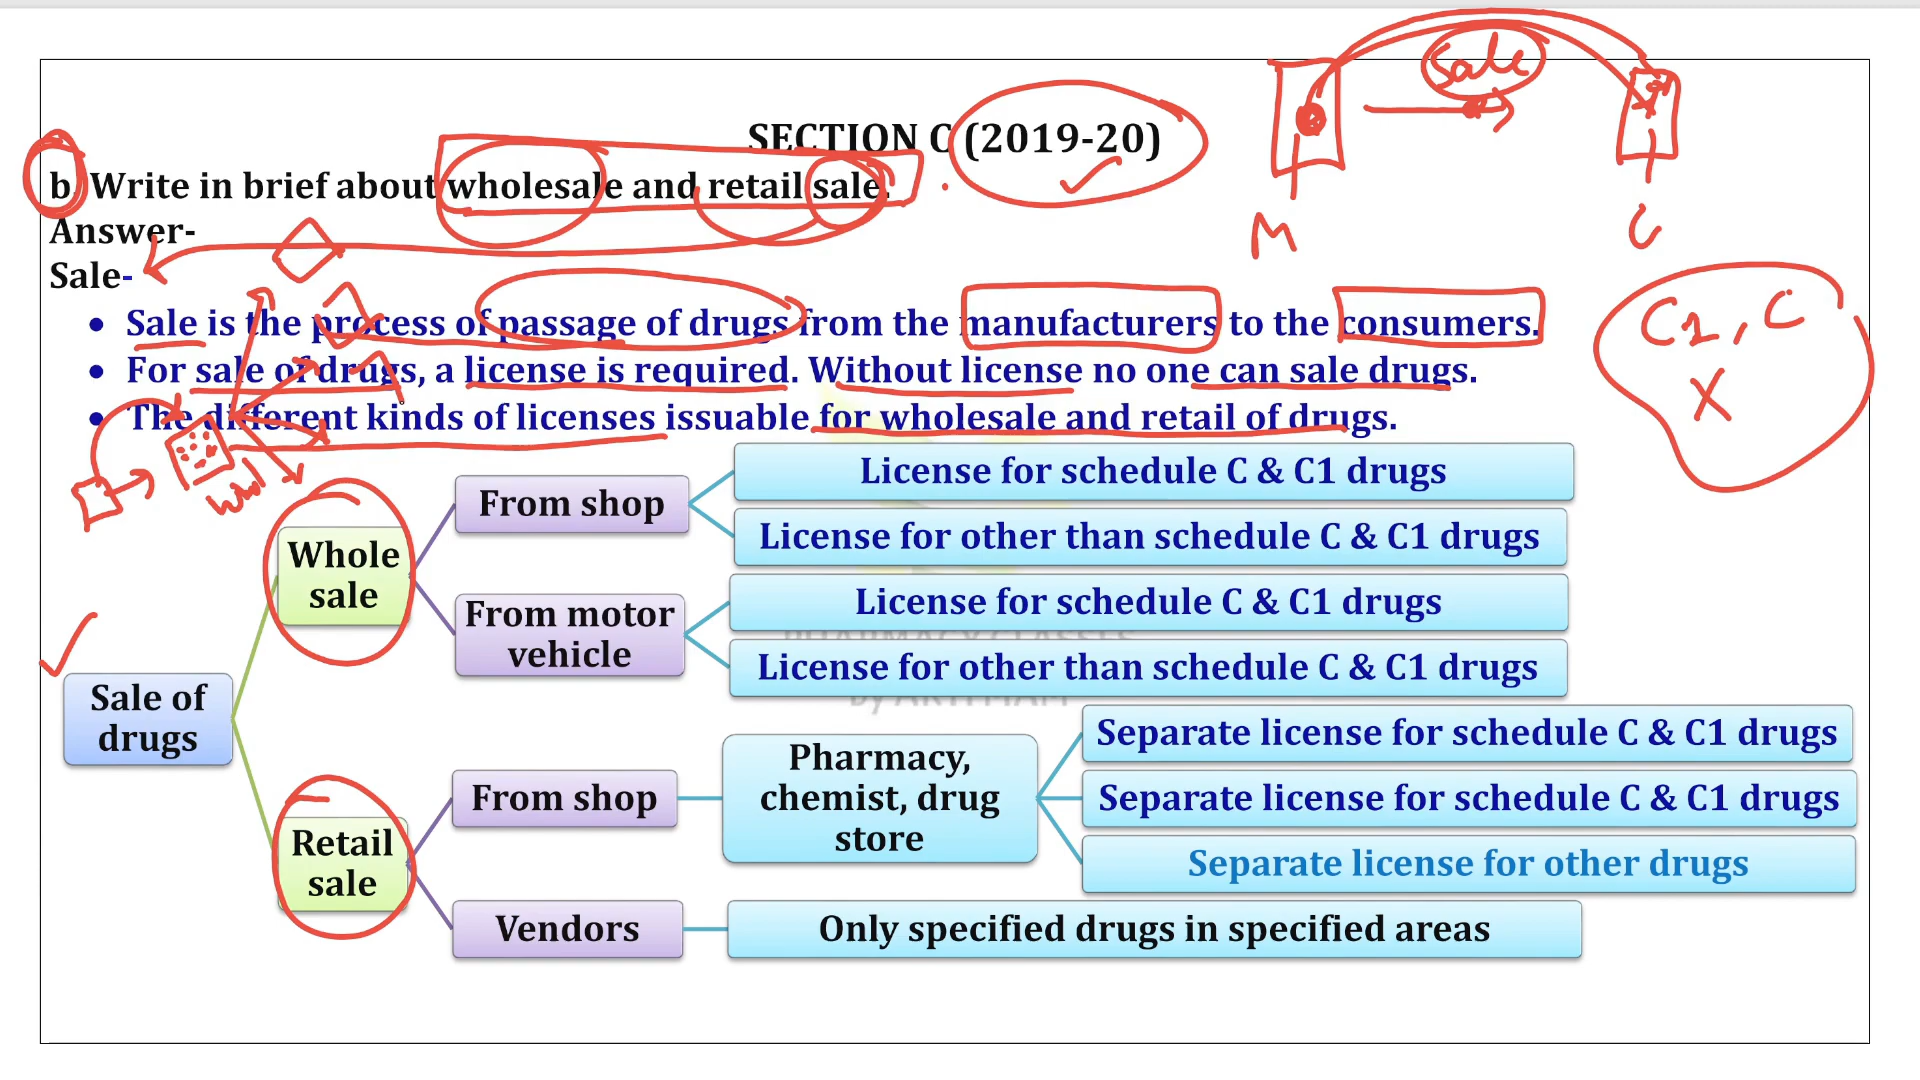 Sale
SECTION C (2019-20)
b. Write in brief about wholesale and retail sale.
M
C
Answer-
Sale-
• Sale is the process of passage of drugs from the manufacturers to the consumers.
C1, C
• For sale of drugs, a license is required. Without license no one can sale drugs.
X
• The different kinds of licenses issuable for wholesale and retail of drugs.
Sale of
drugs
Whole
sale
From shop
License for schedule C & C1 drugs
License for other than schedule C & C1 drugs
From motor
vehicle
License for schedule C & C1 drugs
License for other than schedule C & C1 drugs
PHARMACY CLASSES
by ARTI MAM
Retail
sale
From shop
Pharmacy,
chemist, drug
store
Separate license for schedule C & C1 drugs
Separate license for schedule C & C1 drugs
Separate license for other drugs
Vendors
Only specified drugs in specified areas